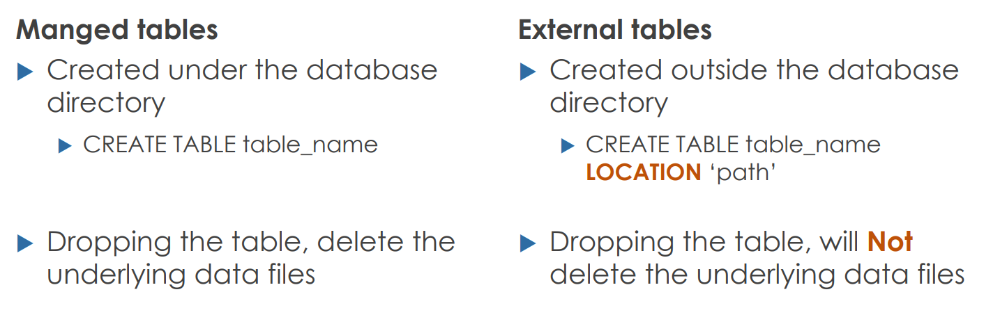 Manged tables
Created under the database
directory
CREATE TABLE table_name
Dropping the table, delete the
underlying data files
External tables
Created outside the database
directory
CREATE TABLE table_name
LOCATION ‘path’
Dropping the table, will Not
delete the underlying data files